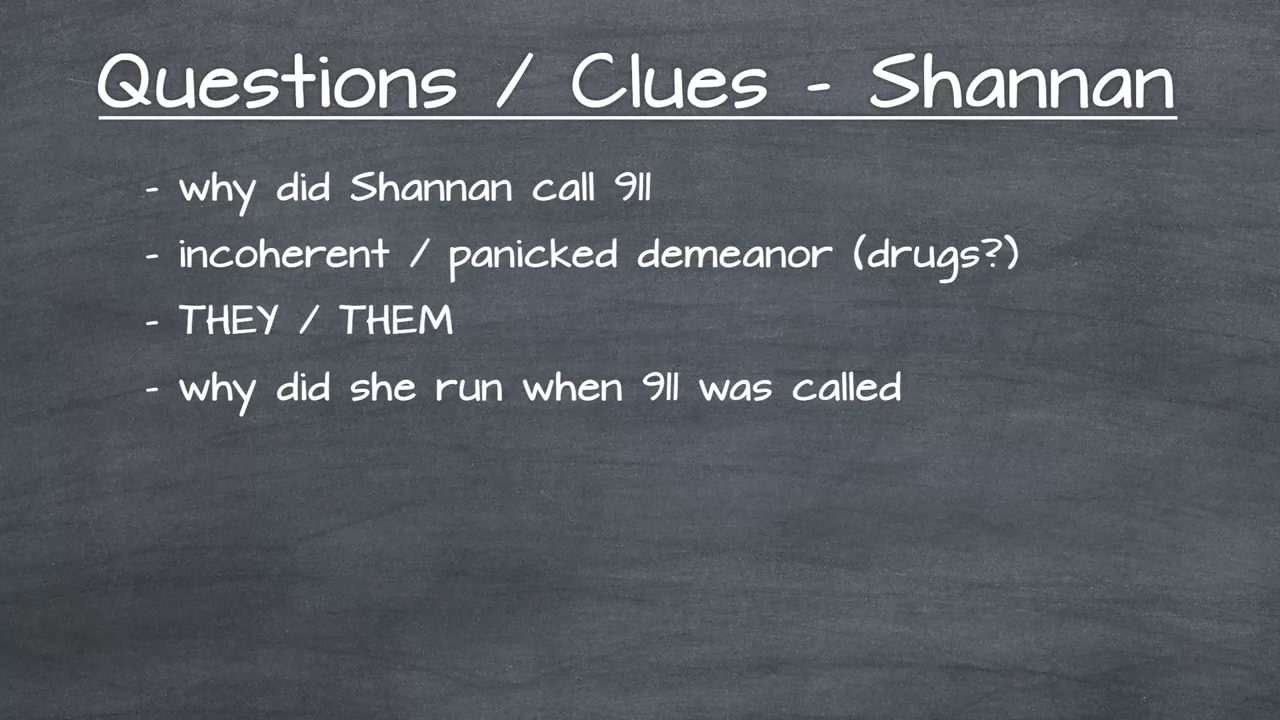 Questions / Clues - Shannan
- why did Shannan call 911
- incoherent / panicked demeanor (drugs?)
- THEY / THEM
- why did she run when 911 was called